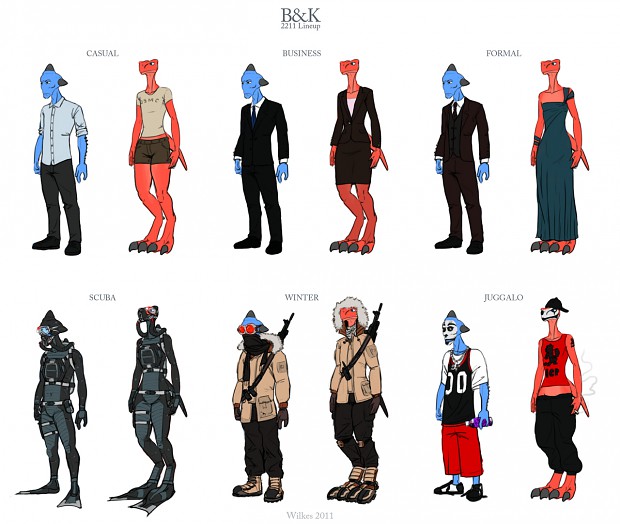 B&K
2211 Lineup
CASUAL
BUSINESS
FORMAL
SCUBA
WINTER
JUGGALO
00
Wilkes 2011